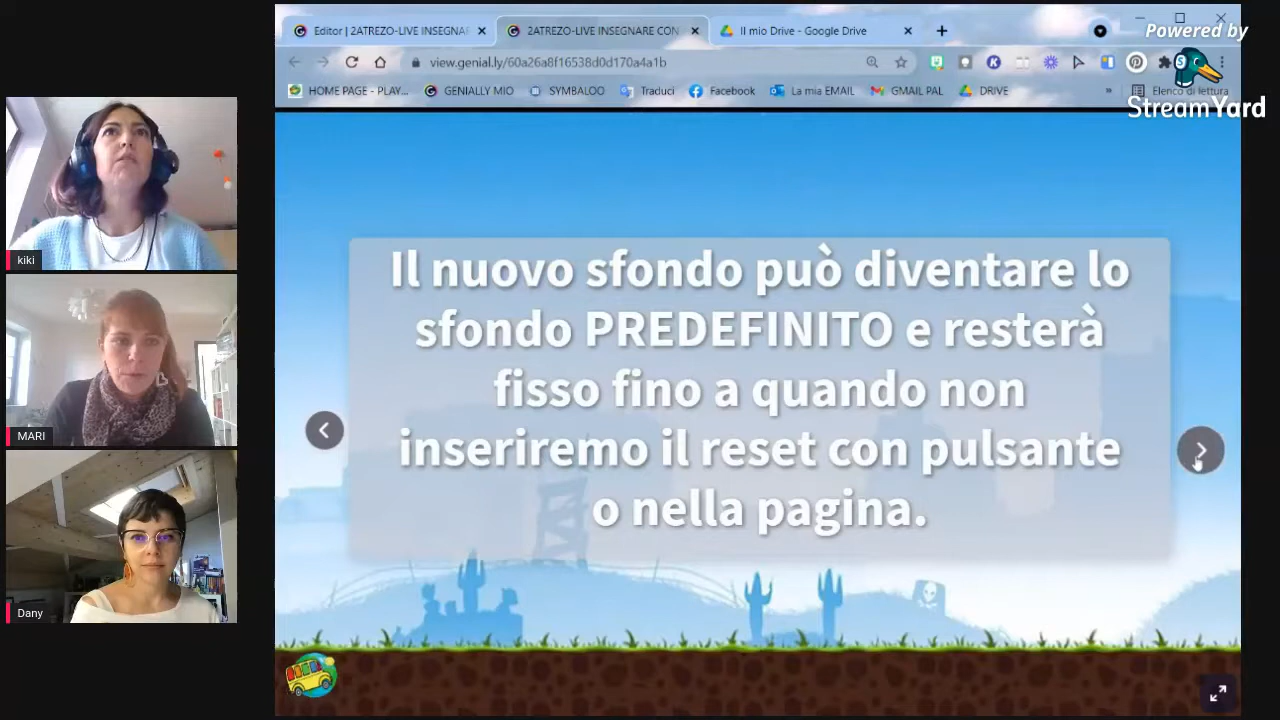 Editor | 2ATREZO-LIVE INSEGNAR
2ATREZO-LIVE INSEGNARE CON
Il mio Drive - Google Drive
Powered by
view.genial.ly/60a26a8f16538d0d170a4a1b
HOME PAGE - PLAY...
GENIALLY MIO
SYMBALOO
Traduci
Facebook
La mia EMAIL
GMAIL PAL
DRIVE
»
Elenco di lettura
StreamYard
Il nuovo sfondo può diventare lo
sfondo PREDEFINITO e resterà
fisso fino a quando non
inseriremo il reset con pulsante
o nella pagina.
kiki
MARI
Dany